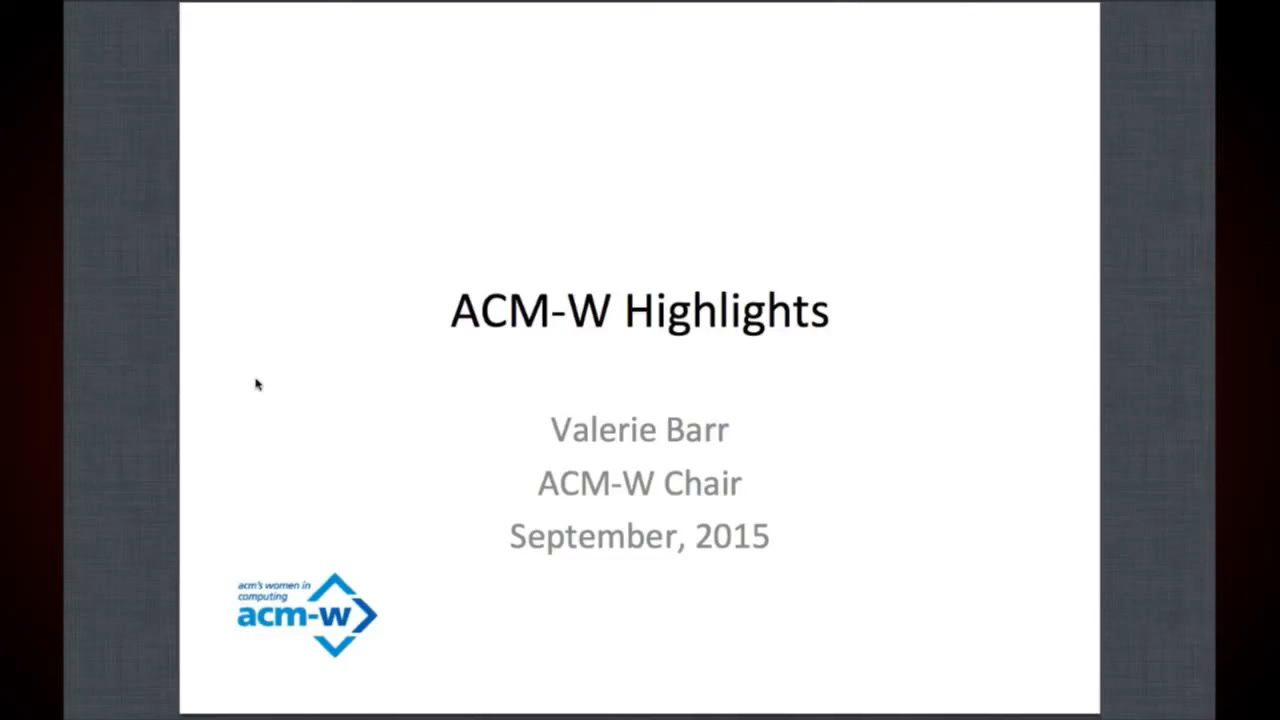 ACM-W Highlights
Valerie Barr
ACM-W Chair
September, 2015
acm's women in
computing
acm-w